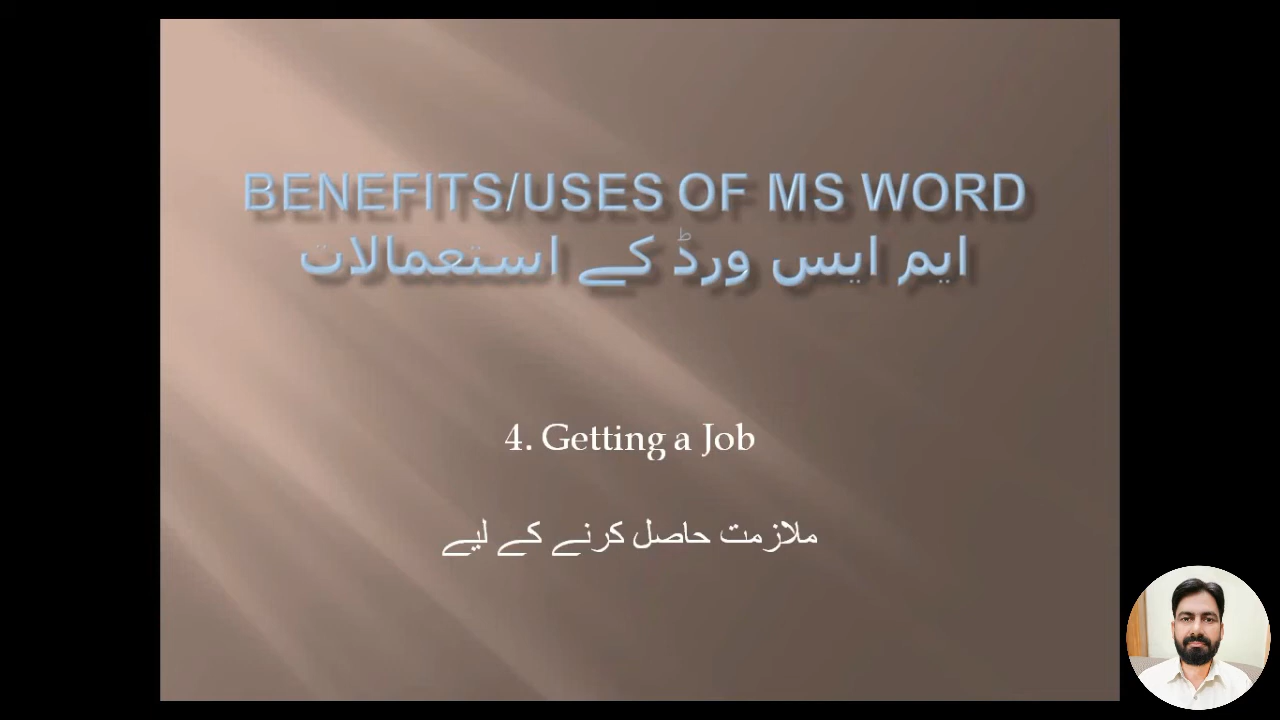 BENEFITS/USES OF MS WORD
ایم ایس ورڈ کے استعمالات
4. Getting a Job
ملازمت حاصل کرنے کے لیے